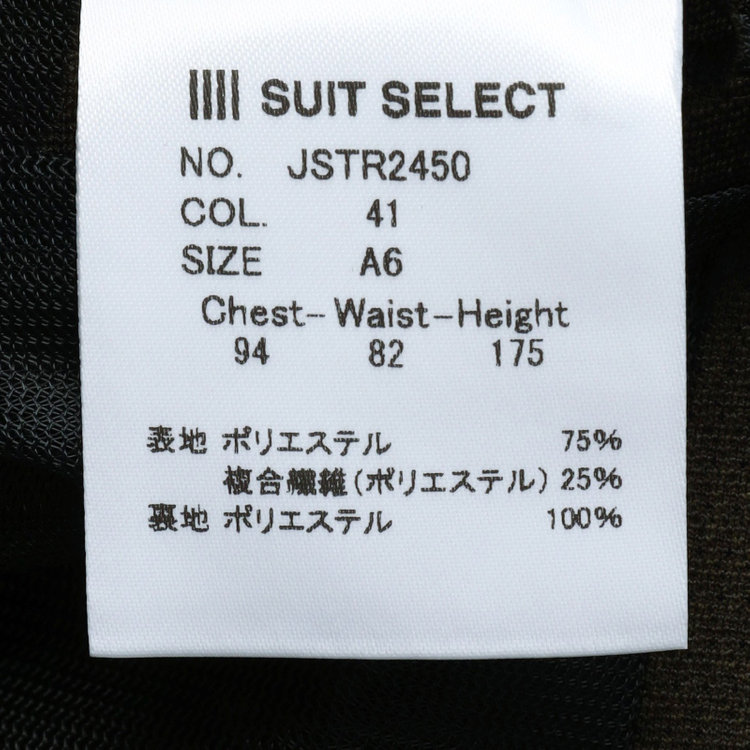 SUIT SELECT
NO. JSTR2450
COL. 41
SIZE A6
Chest-Waist-Height
94 82 175
表地 ポリエステル 75%
複合繊維(ポリエステル) 25%
裏地 ポリエステル 100%